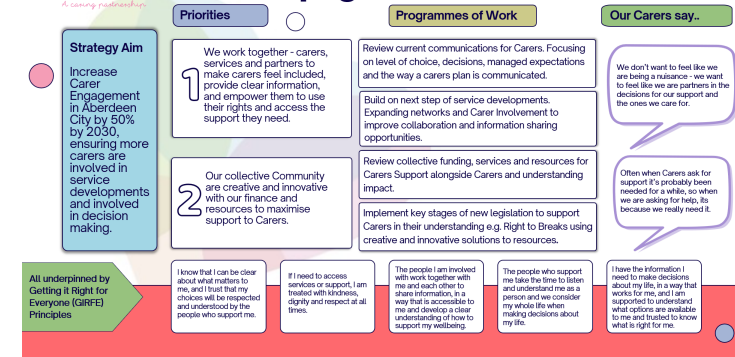 A caring partnership
Priorities
Programmes of Work
Our Carers say..
Strategy Aim
Increase
Carer
Engagement
in Aberdeen
City by 50%
by 2030,
ensuring more
carers are
involved in
service
developments
and involved
in decision
making.
1
We work together - carers,
services and partners to
make carers feel included,
provide clear information,
and empower them to use
their rights and access the
support they need.
2
Our collective Community
are creative and innovative
with our finance and
resources to maximise
support to Carers.
Review current communications for Carers. Focusing
on level of choice, decisions, managed expectations
and the way a carers plan is communicated.
Build on next step of service developments.
Expanding networks and Carer Involvement to
improve collaboration and information sharing
opportunities.
Review collective funding, services and resources for
Carers Support alongside Carers and understanding
impact.
Implement key stages of new legislation to support
Carers in their understanding e.g. Right to Breaks using
creative and innovative solutions to resources.
We don't want to feel like we
are being a nuisance - we want
to feel like we are partners in the
decisions for our support and
the ones we care for.
Often when Carers ask for
support it's probably been
needed for a while, so when
we are asking for help, its
because we really need it.
All underpinned by
Getting it Right for
Everyone (GIRFE)
Principles
I know that I can be clear
about what matters to
me, and I trust that my
choices will be respected
and understood by the
people who support me.
If I need to access
services or support, I am
treated with kindness,
dignity and respect at all
times.
The people I am involved
with work together with
me and each other to
share information, in a
way that is accessible to
me and develop a clear
understanding of how to
support my wellbeing.
The people who support
me take the time to listen
and understand me as a
person and we consider
my whole life when
making decisions about
my life.
I have the information I
need to make decisions
about my life, in a way that
works for me, and I am
supported to understand
what options are available
to me and trusted to know
what is right for me.